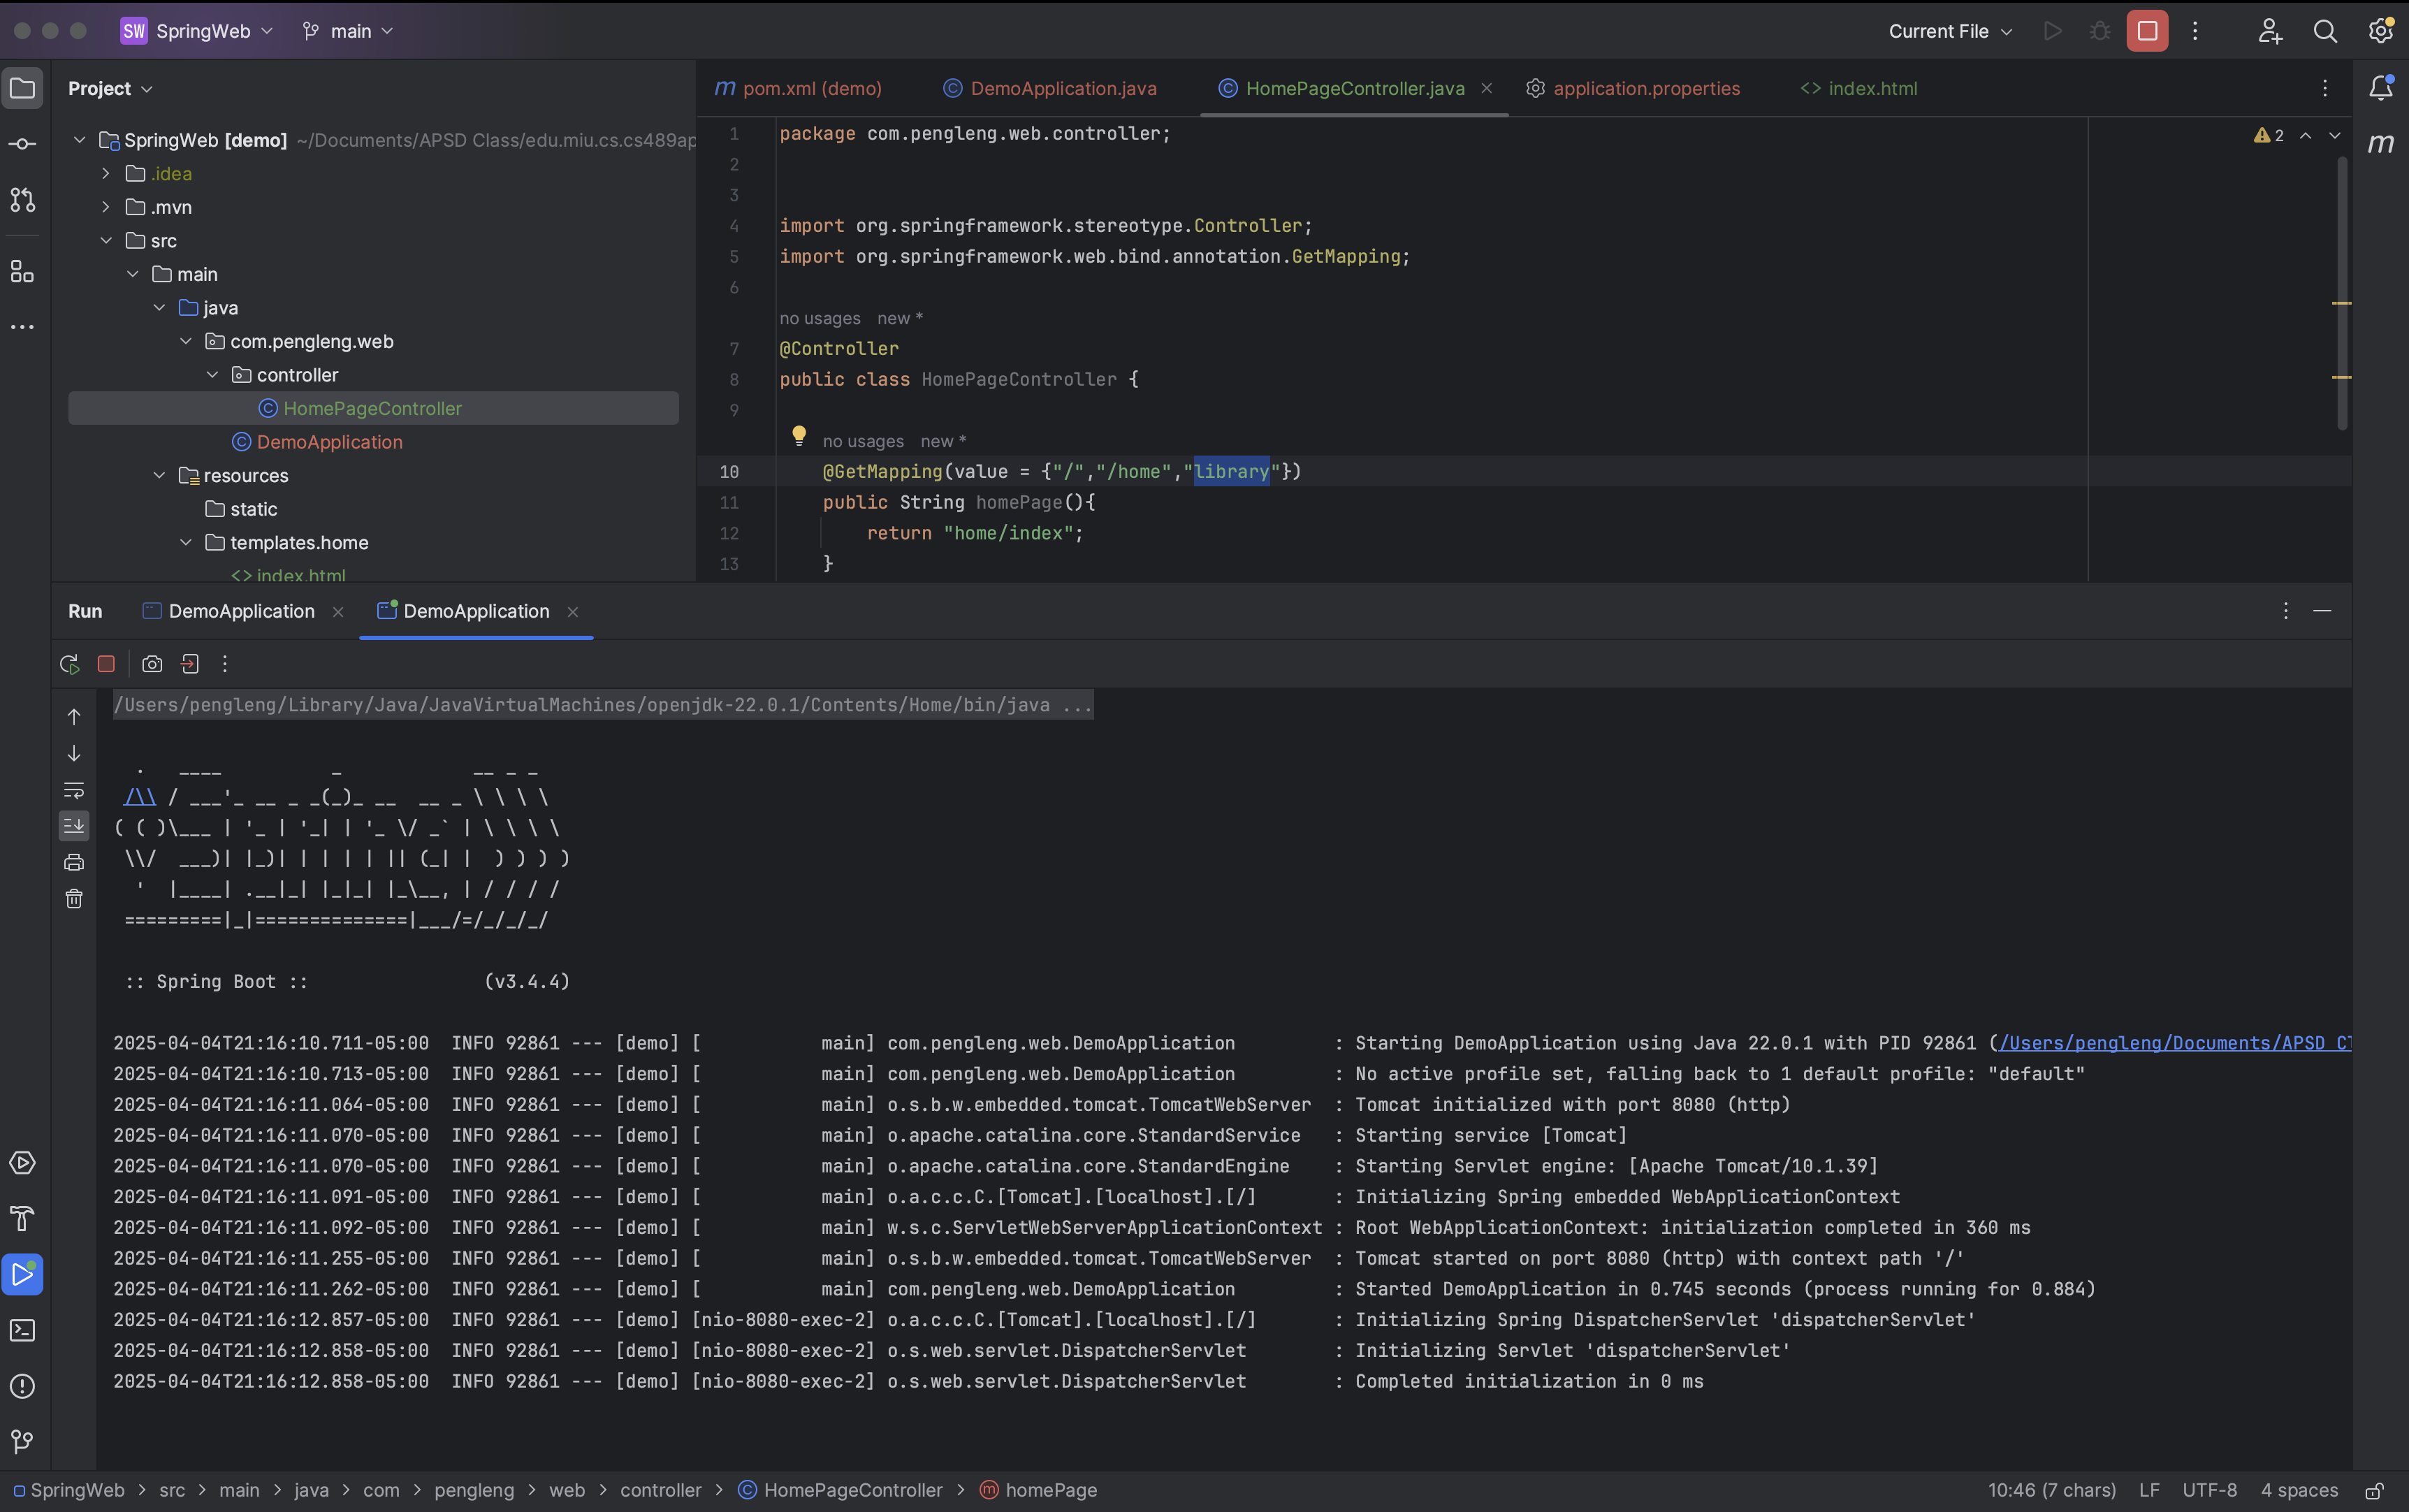 SW SpringWeb main Current File
Project
pom.xml (demo) DemoApplication.java HomePageController.java application.properties index.html
SpringWeb [demo] ~/Documents/APSD Class/edu.miu.cs.cs489ap
.idea
.mvn
src
main
java
com.pengleng.web
controller
HomePageController
DemoApplication
resources
static
templates.home
index.html
2
1 package com.pengleng.web.controller;
2
3
4 import org.springframework.stereotype.Controller;
5 import org.springframework.web.bind.annotation.GetMapping;
6
no usages new *
7 @Controller
8 public class HomePageController {
9
no usages new *
10 @GetMapping(value = {"/","/home","library"})
11 public String homePage(){
12 return "home/index";
13 }
Run DemoApplication DemoApplication
/Users/pengleng/Library/Java/JavaVirtualMachines/openjdk-22.0.1/Contents/Home/bin/java ...
  .   ____          _            __ _ _
 /\\ / ___'_ __ _ _(_)_ __  __ _ \ \ \ \
( ( )\___ | '_ | '_| | '_ \/ _` | \ \ \ \
 \\/  ___)| |_)| | | | | || (_| |  ) ) ) )
  '  |____| .__|_| |_|_| |_\__, | / / / /
 =========|_|==============|___/=/_/_/_/
 :: Spring Boot ::                (v3.4.4)
2025-04-04T21:16:10.711-05:00  INFO 92861 --- [demo] [           main] com.pengleng.web.DemoApplication         : Starting DemoApplication using Java 22.0.1 with PID 92861 (/Users/pengleng/Documents/APSD Cl
2025-04-04T21:16:10.713-05:00  INFO 92861 --- [demo] [           main] com.pengleng.web.DemoApplication         : No active profile set, falling back to 1 default profile: "default"
2025-04-04T21:16:11.064-05:00  INFO 92861 --- [demo] [           main] o.s.b.w.embedded.tomcat.TomcatWebServer  : Tomcat initialized with port 8080 (http)
2025-04-04T21:16:11.070-05:00  INFO 92861 --- [demo] [           main] o.apache.catalina.core.StandardService   : Starting service [Tomcat]
2025-04-04T21:16:11.070-05:00  INFO 92861 --- [demo] [           main] o.apache.catalina.core.StandardEngine    : Starting Servlet engine: [Apache Tomcat/10.1.39]
2025-04-04T21:16:11.091-05:00  INFO 92861 --- [demo] [           main] o.a.c.c.C.[Tomcat].[localhost].[/]       : Initializing Spring embedded WebApplicationContext
2025-04-04T21:16:11.092-05:00  INFO 92861 --- [demo] [           main] w.s.c.ServletWebServerApplicationContext : Root WebApplicationContext: initialization completed in 360 ms
2025-04-04T21:16:11.255-05:00  INFO 92861 --- [demo] [           main] o.s.b.w.embedded.tomcat.TomcatWebServer  : Tomcat started on port 8080 (http) with context path '/'
2025-04-04T21:16:11.262-05:00  INFO 92861 --- [demo] [           main] com.pengleng.web.DemoApplication         : Started DemoApplication in 0.745 seconds (process running for 0.884)
2025-04-04T21:16:12.857-05:00  INFO 92861 --- [demo] [nio-8080-exec-2] o.a.c.c.C.[Tomcat].[localhost].[/]       : Initializing Spring DispatcherServlet 'dispatcherServlet'
2025-04-04T21:16:12.858-05:00  INFO 92861 --- [demo] [nio-8080-exec-2] o.s.web.servlet.DispatcherServlet        : Initializing Servlet 'dispatcherServlet'
2025-04-04T21:16:12.858-05:00  INFO 92861 --- [demo] [nio-8080-exec-2] o.s.web.servlet.DispatcherServlet        : Completed initialization in 0 ms
SpringWeb > src > main > java > com > pengleng > web > controller > HomePageController > homePage 10:46 (7 chars) LF UTF-8 4 spaces